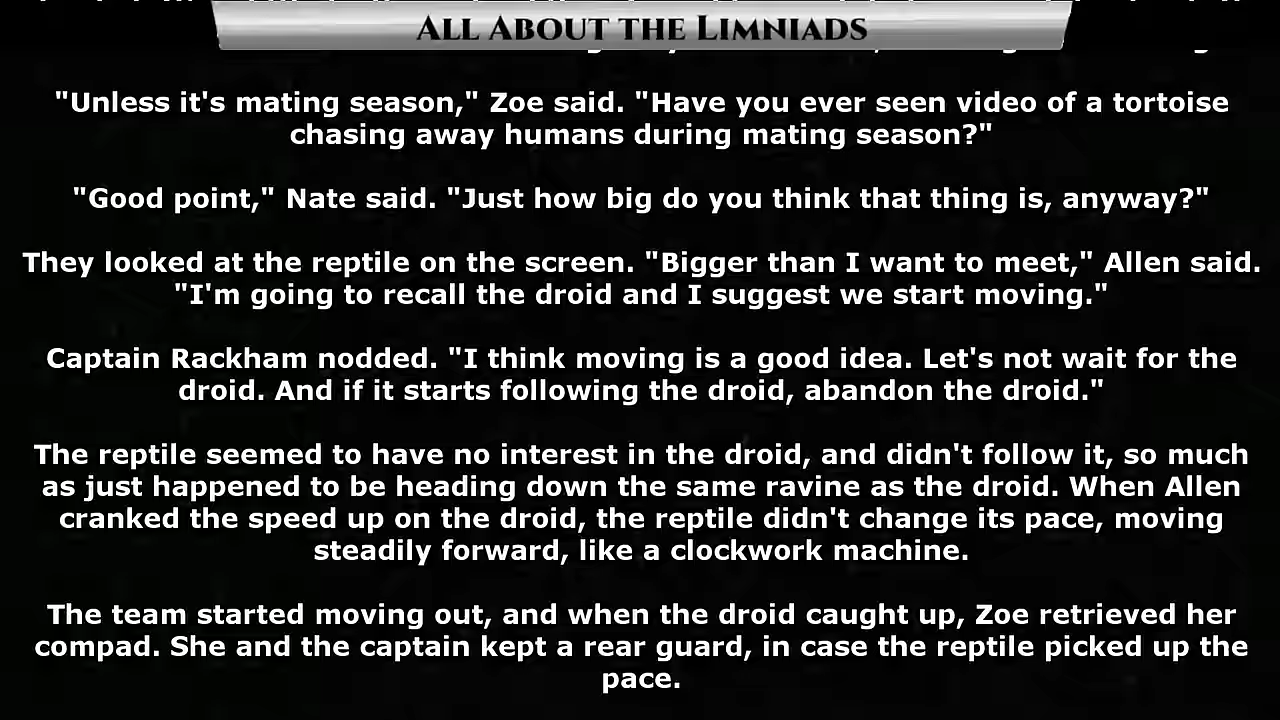 All About the Limniads
"Unless it's mating season," Zoe said. "Have you ever seen video of a tortoise
chasing away humans during mating season?"
"Good point," Nate said. "Just how big do you think that thing is, anyway?"
They looked at the reptile on the screen. "Bigger than I want to meet," Allen said.
"I'm going to recall the droid and I suggest we start moving."
Captain Rackham nodded. "I think moving is a good idea. Let's not wait for the
droid. And if it starts following the droid, abandon the droid."
The reptile seemed to have no interest in the droid, and didn't follow it, so much
as just happened to be heading down the same ravine as the droid. When Allen
cranked the speed up on the droid, the reptile didn't change its pace, moving
steadily forward, like a clockwork machine.
The team started moving out, and when the droid caught up, Zoe retrieved her
compad. She and the captain kept a rear guard, in case the reptile picked up the
pace.